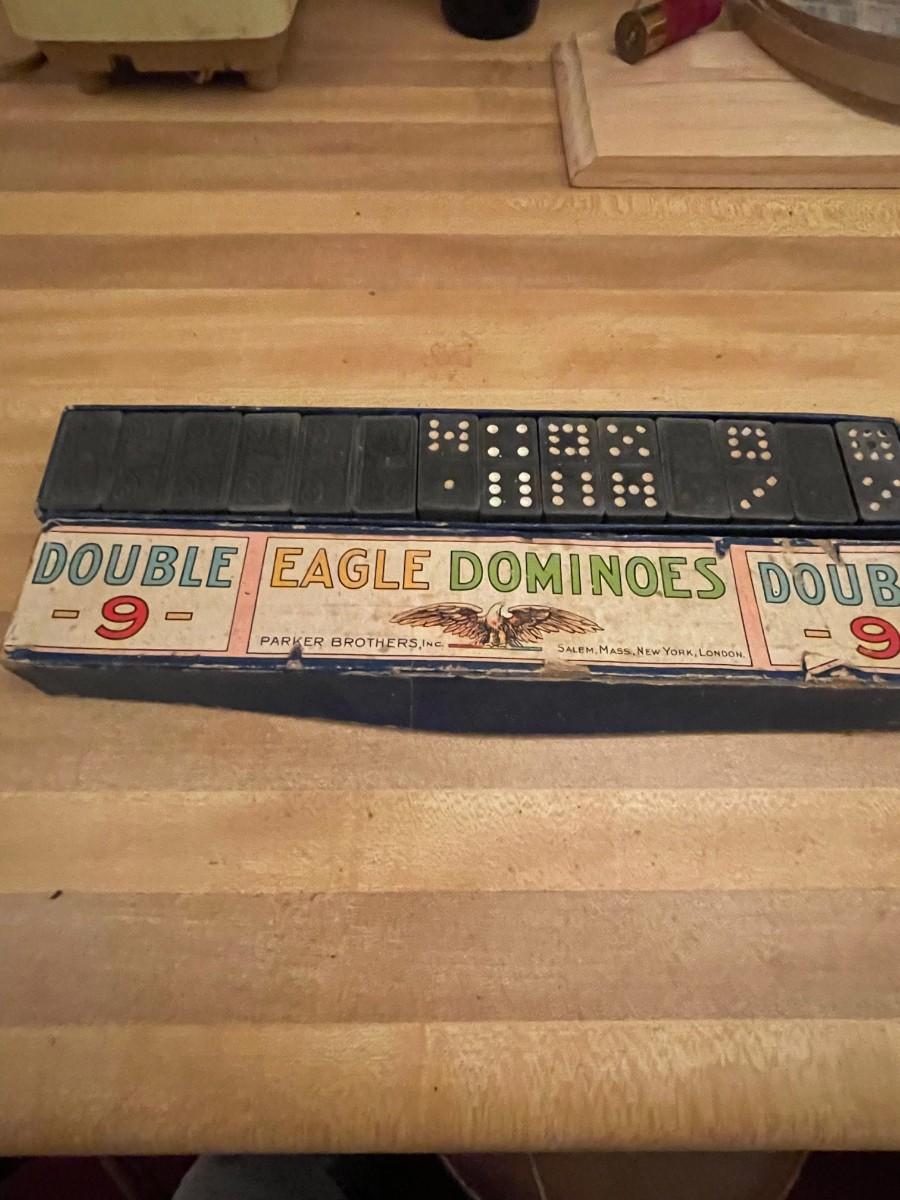 DOUBLE
- 9 -
EAGLE DOMINOES
PARKER BROTHERS, INC.
SALEM, MASS., NEW YORK, LONDON.
DOUB
- 9